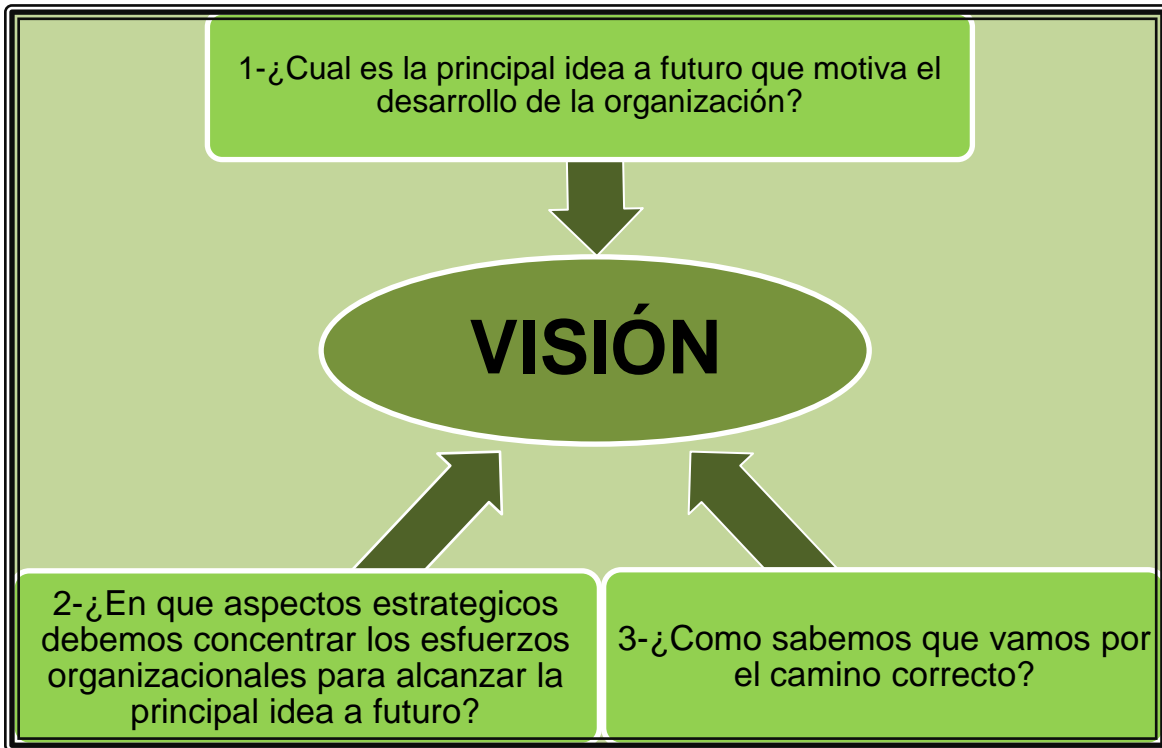 1-¿Cual es la principal idea a futuro que motiva el
desarrollo de la organización?
VISIÓN
2-¿En que aspectos estrategicos
debemos concentrar los esfuerzos
organizacionales para alcanzar la
principal idea a futuro?
3-¿Como sabemos que vamos por
el camino correcto?